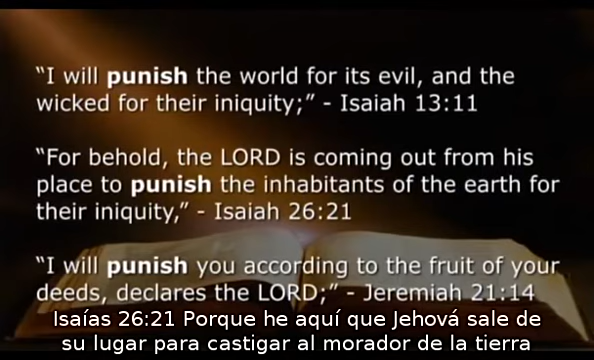 “I will punish the world for its evil, and the
wicked for their iniquity;” - Isaiah 13:11
“For behold, the LORD is coming out from his
place to punish the inhabitants of the earth for
their iniquity,” - Isaiah 26:21
“I will punish you according to the fruit of your
deeds, declares the LORD;” - Jeremiah 21:14
Isaías 26:21 Porque he aquí que Jehová sale de
su lugar para castigar al morador de la tierra